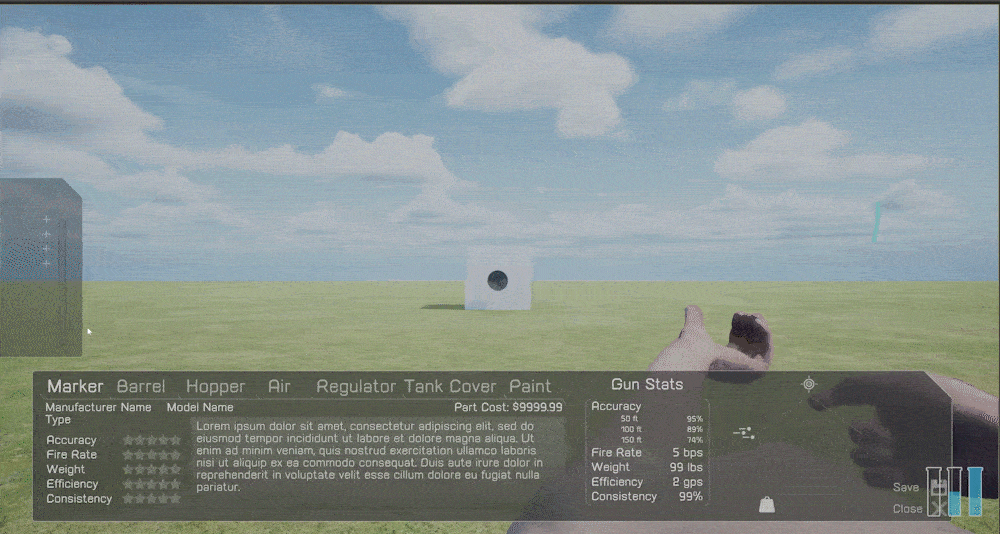 Marker Barrel Hopper Air Regulator Tank Cover Paint
Manufacturer Name Model Name Part Cost: $9999.99
Type
Accuracy
Fire Rate
Weight
Efficiency
Consistency
Lorem ipsum dolor sit amet, consectetur adipiscing elit, sed do
eiusmod tempor incididunt ut labore et dolore magna aliqua. Ut
enim ad minim veniam, quis nostrud exercitation ullamco laboris
nisi ut aliquip ex ea commodo consequat. Duis aute irure dolor in
reprehenderit in voluptate velit esse cillum dolore eu fugiat nulla
pariatur.
Gun Stats
Accuracy
50 ft 95%
100 ft 89%
150 ft 74%
Fire Rate 5 bps
Weight 99 lbs
Efficiency 2 gps
Consistency 99%
Save
Close